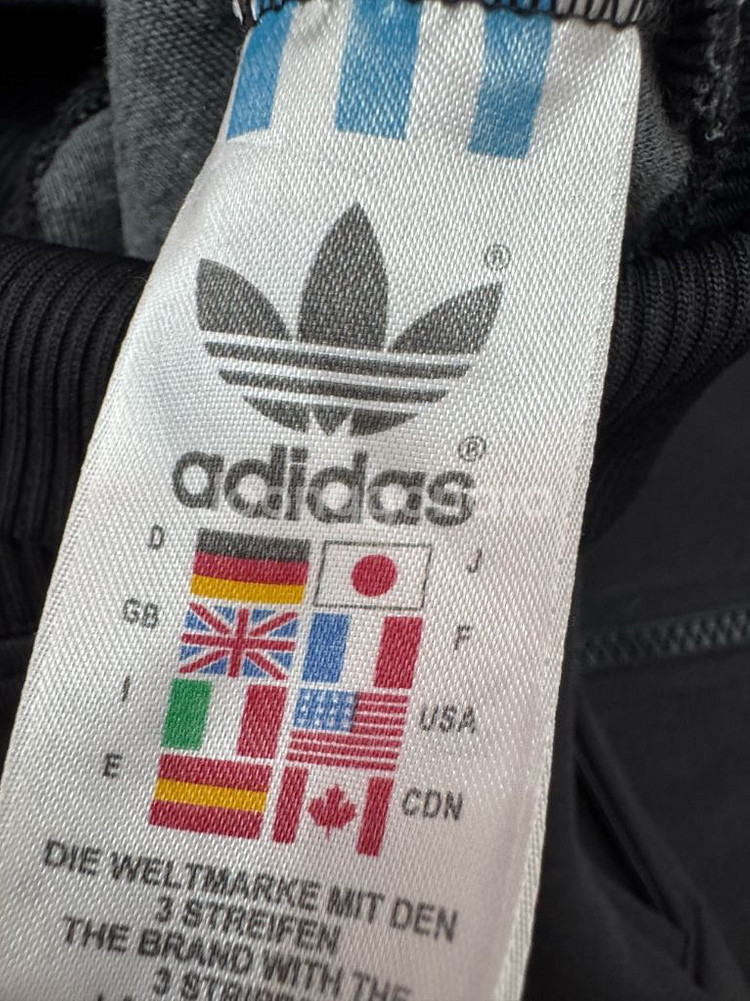 ®
adidas®
D J
GB F
I USA
E CDN
DIE WELTMARKE MIT DEN
3 STREIFEN
THE BRAND WITH THE